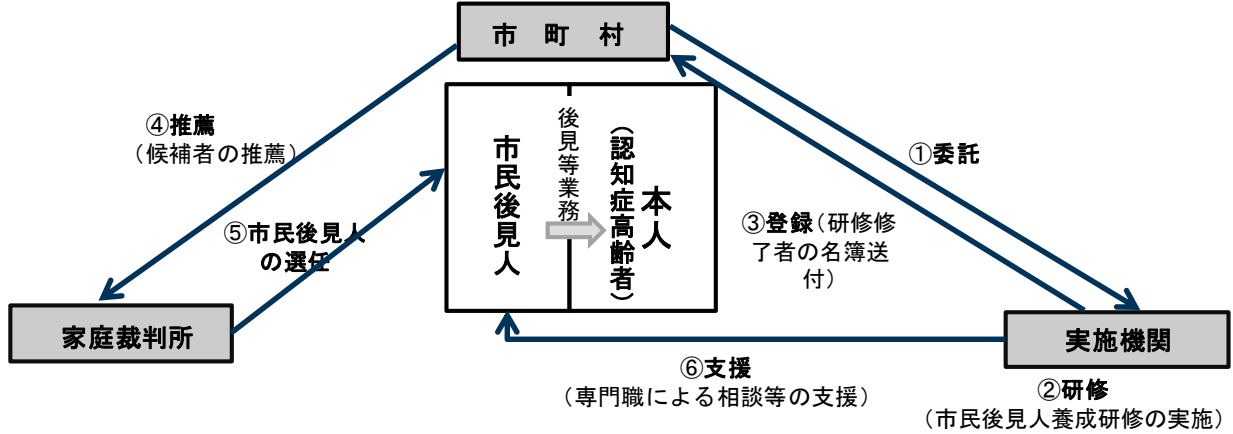 市　町　村
④推薦
（候補者の推薦）
①委託
市民後見人
後見等業務
本人
（認知症高齢者）
③登録（研修修
了者の名簿送
付）
⑤市民後見人
の選任
家庭裁判所
実施機関
⑥支援
（専門職による相談等の支援）
②研修
（市民後見人養成研修の実施）